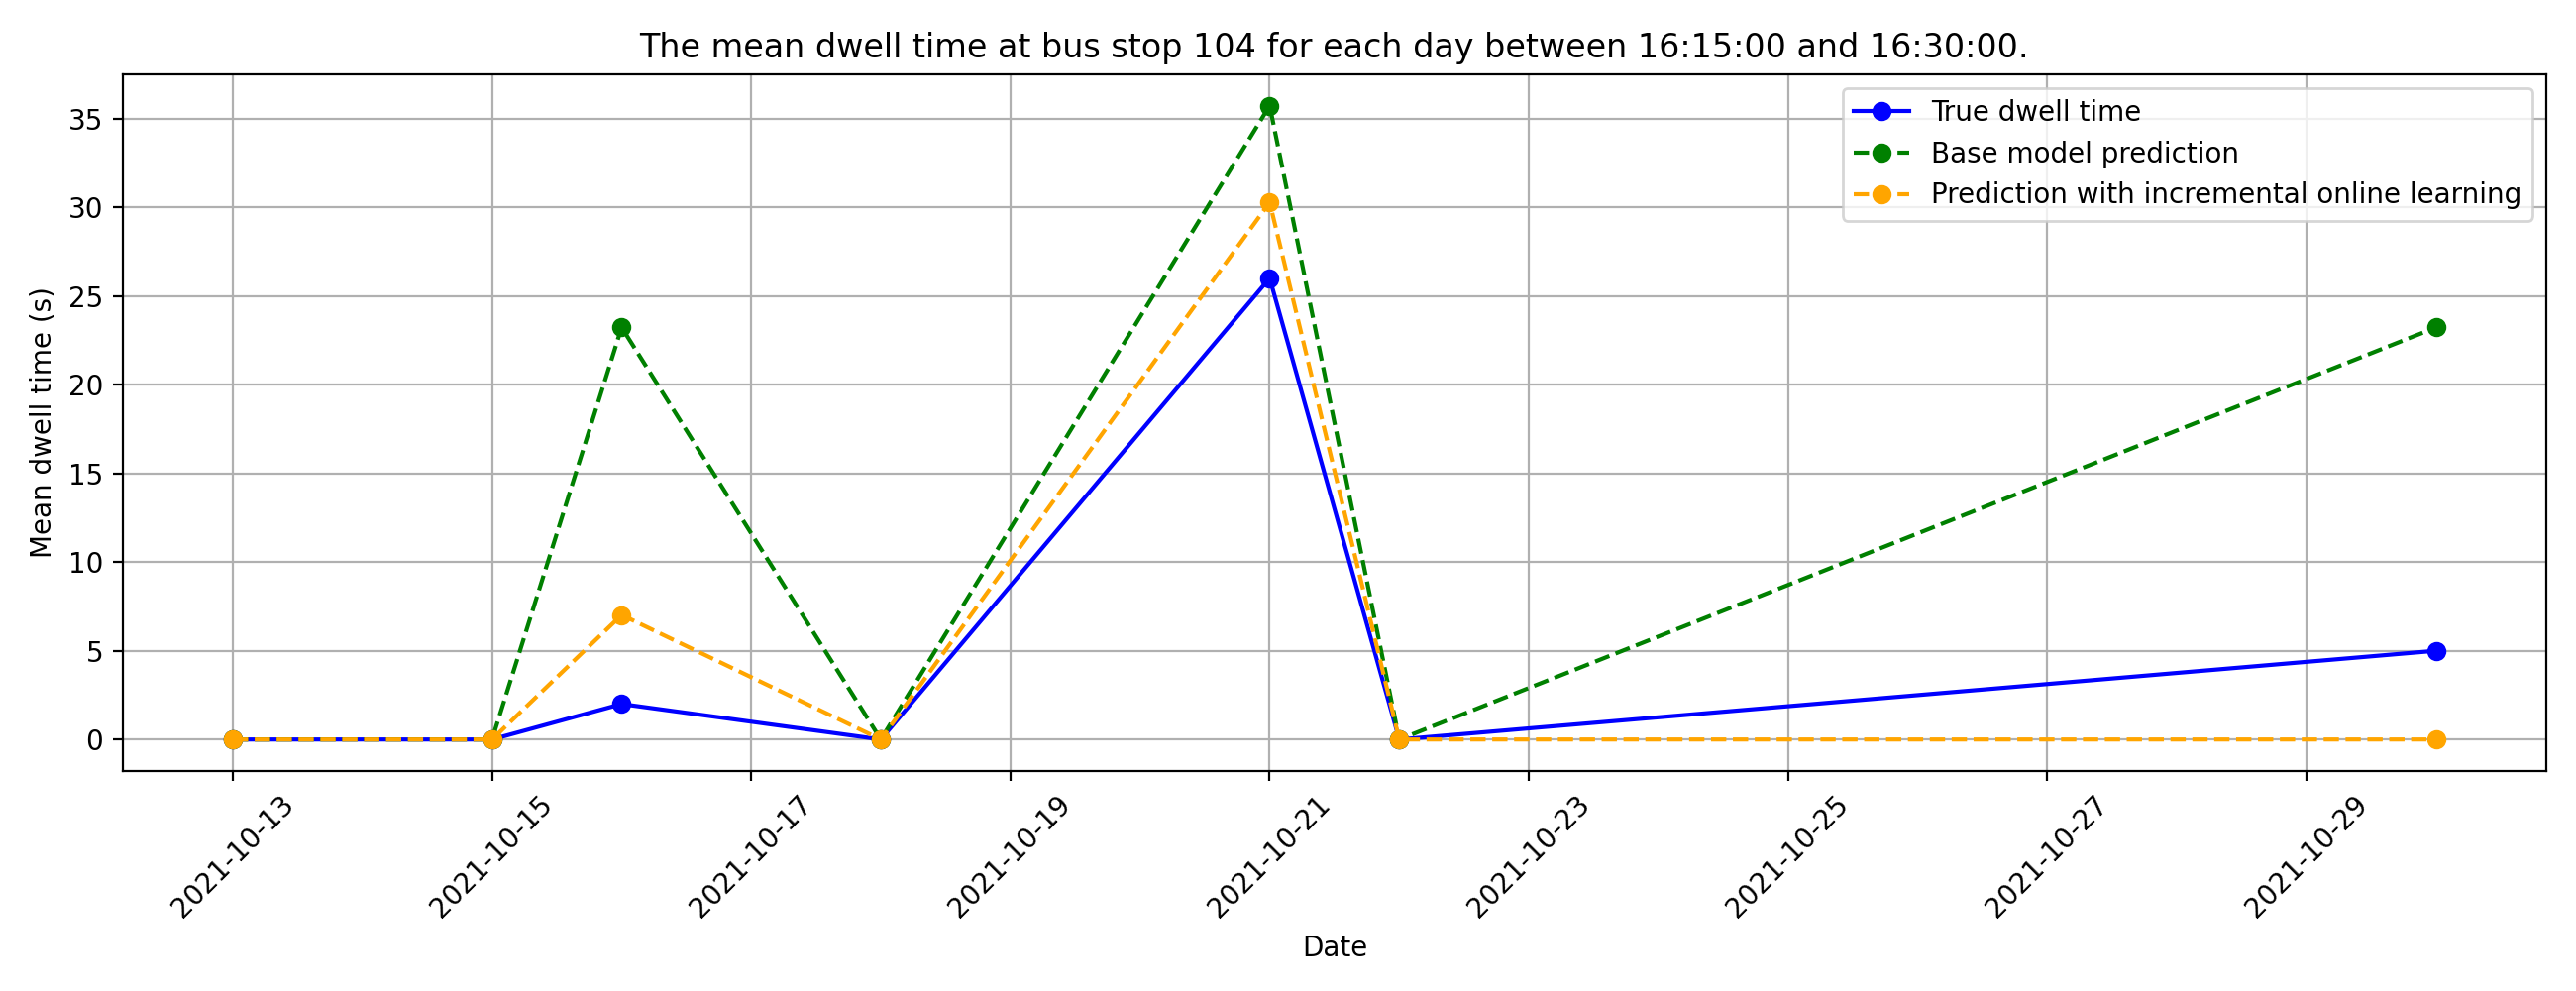 The mean dwell time at bus stop 104 for each day between 16:15:00 and 16:30:00.
True dwell time
Base model prediction
Prediction with incremental online learning
Mean dwell time (s)
35
30
25
20
15
10
5
0
2021-10-13
2021-10-15
2021-10-17
2021-10-19
2021-10-21
2021-10-23
2021-10-25
2021-10-27
2021-10-29
Date